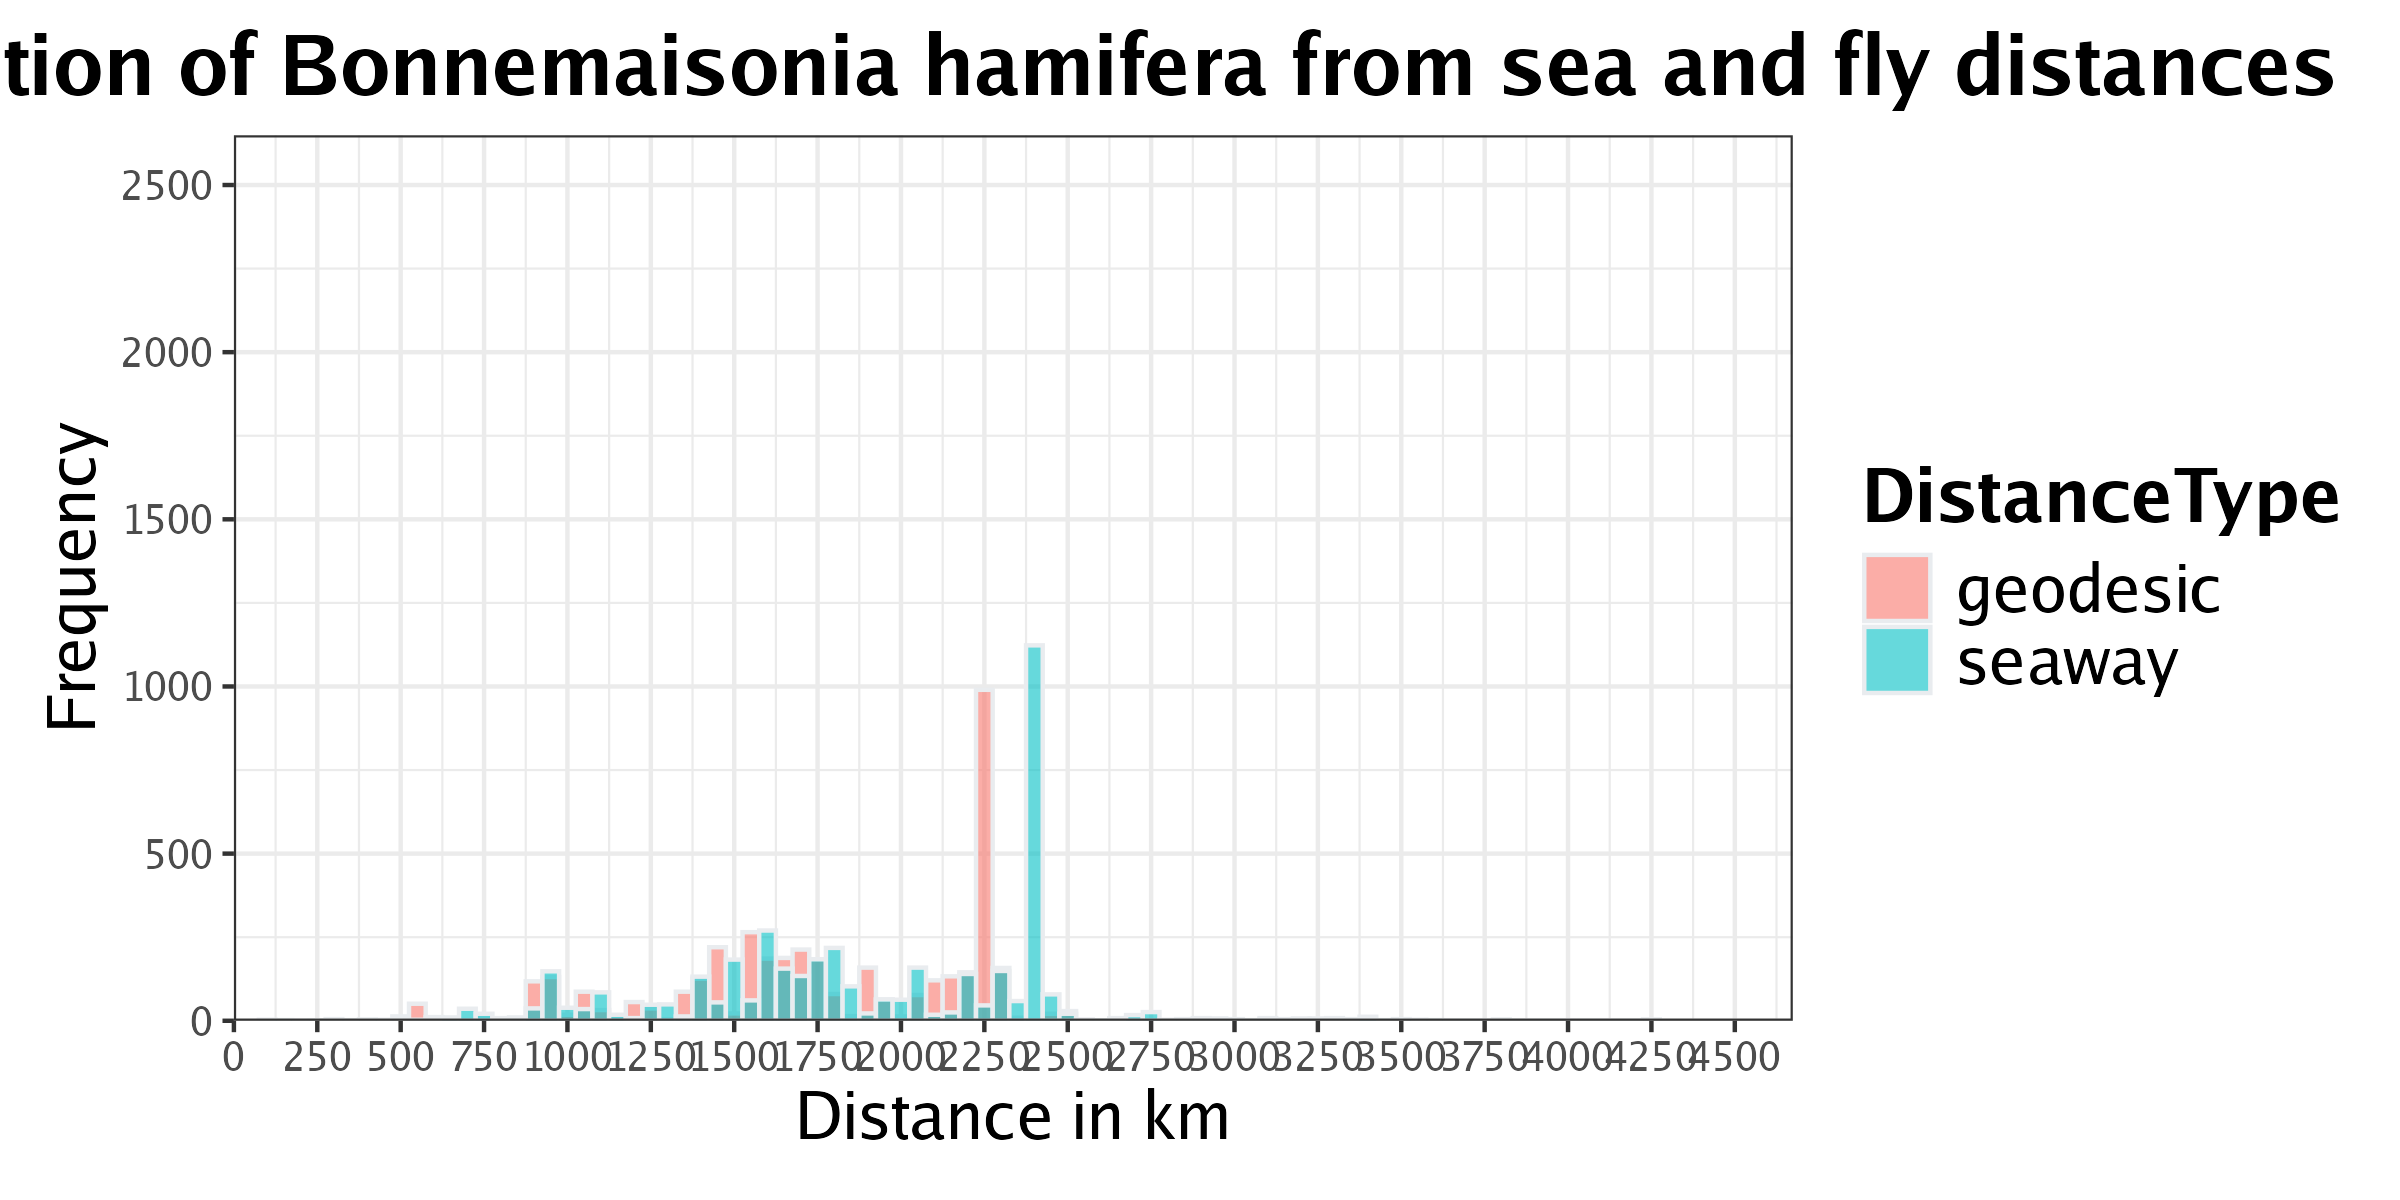 tion of Bonnemaisonia hamifera from sea and fly distances
2500
2000
1500
1000
500
0
Frequency
0 250 500 750 1000 1250 1500 1750 2000 2250 2500 2750 3000 3250 3500 3750 4000 4250 4500
Distance in km
DistanceType
geodesic
seaway